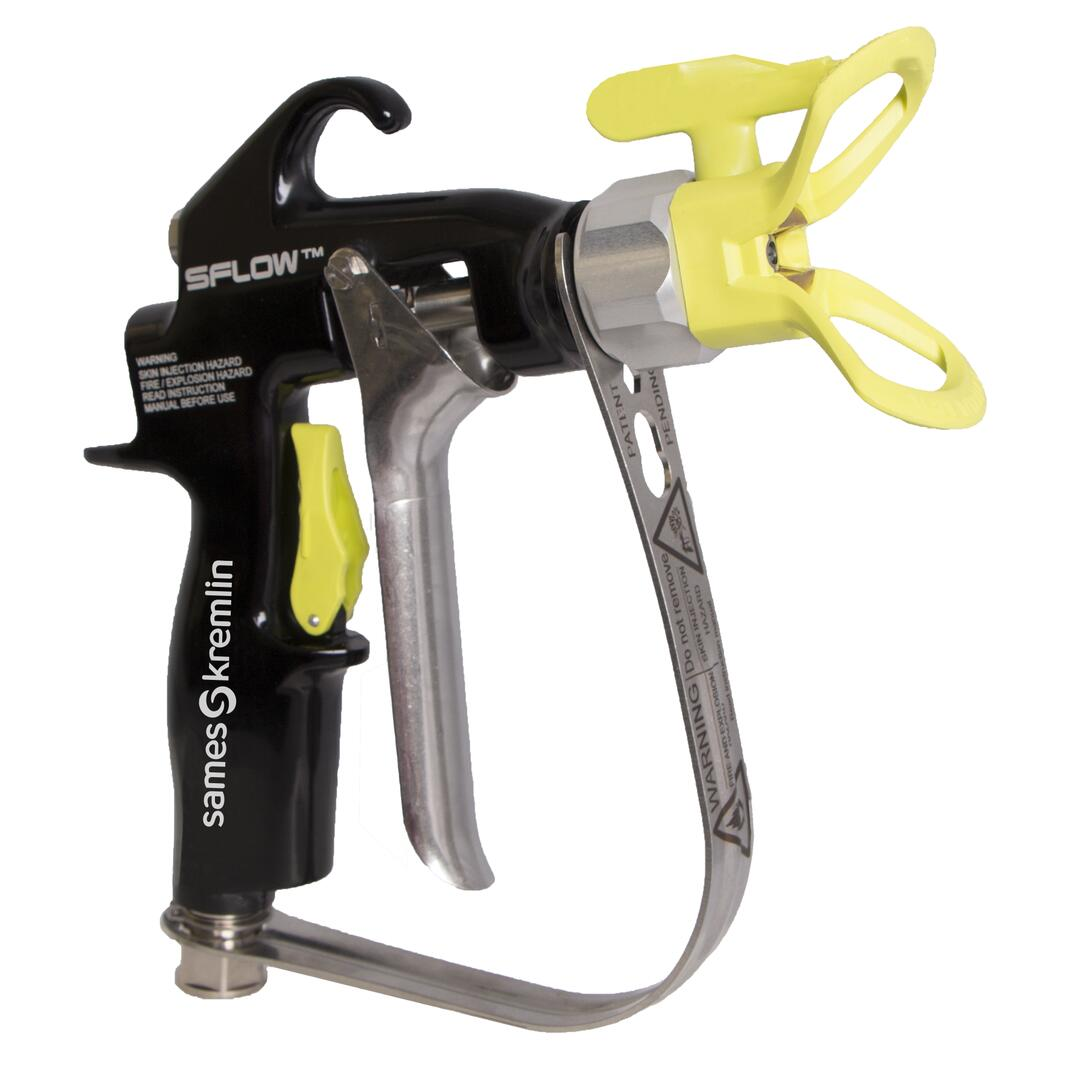 SFLOW™
WARNING
SKIN INJECTION HAZARD
FIRE / EXPLOSION HAZARD
READ INSTRUCTION
MANUAL BEFORE USE
sames kremlin
PATENT
PENDING
WARNING
Do not remove
SKIN INJECTION
HAZARD
FIRE AND EXPLOSION